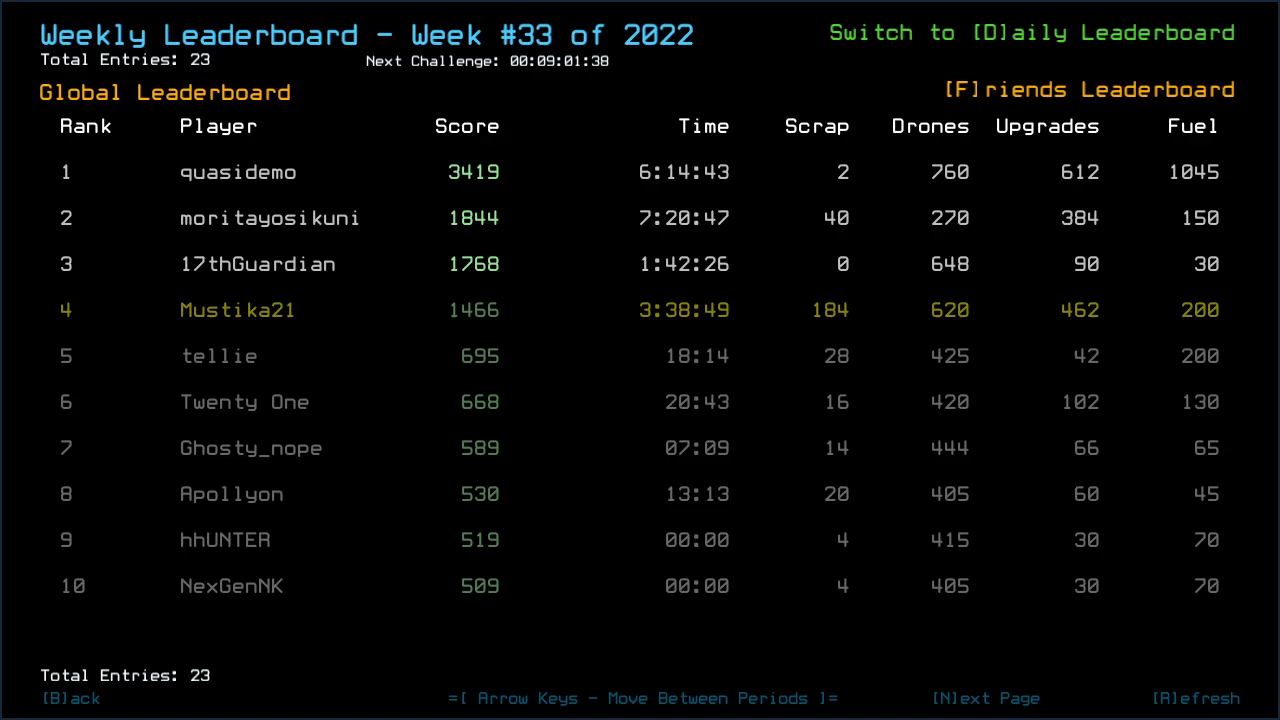 Weekly Leaderboard - Week #33 of 2022
Switch to [D]aily Leaderboard
Total Entries: 23
Next Challenge: 00:09:01:38
Global Leaderboard
[F]riends Leaderboard
Rank Player Score Time Scrap Drones Upgrades Fuel
1 quasidemo 3419 6:14:43 2 760 612 1045
2 moritayosikuni 1844 7:20:47 40 270 384 150
3 17thGuardian 1768 1:42:26 0 648 90 30
4 Mustika21 1466 3:38:49 184 620 462 200
5 tellie 695 18:14 28 425 42 200
6 Twenty One 668 20:43 16 420 102 130
7 Ghosty_nope 589 07:09 14 444 66 65
8 Apollyon 530 13:13 20 405 60 45
9 hhUNTER 519 00:00 4 415 30 70
10 NexGenNK 509 00:00 4 405 30 70
Total Entries: 23
[B]ack =[ Arrow Keys - Move Between Periods ]= [N]ext Page [R]efresh